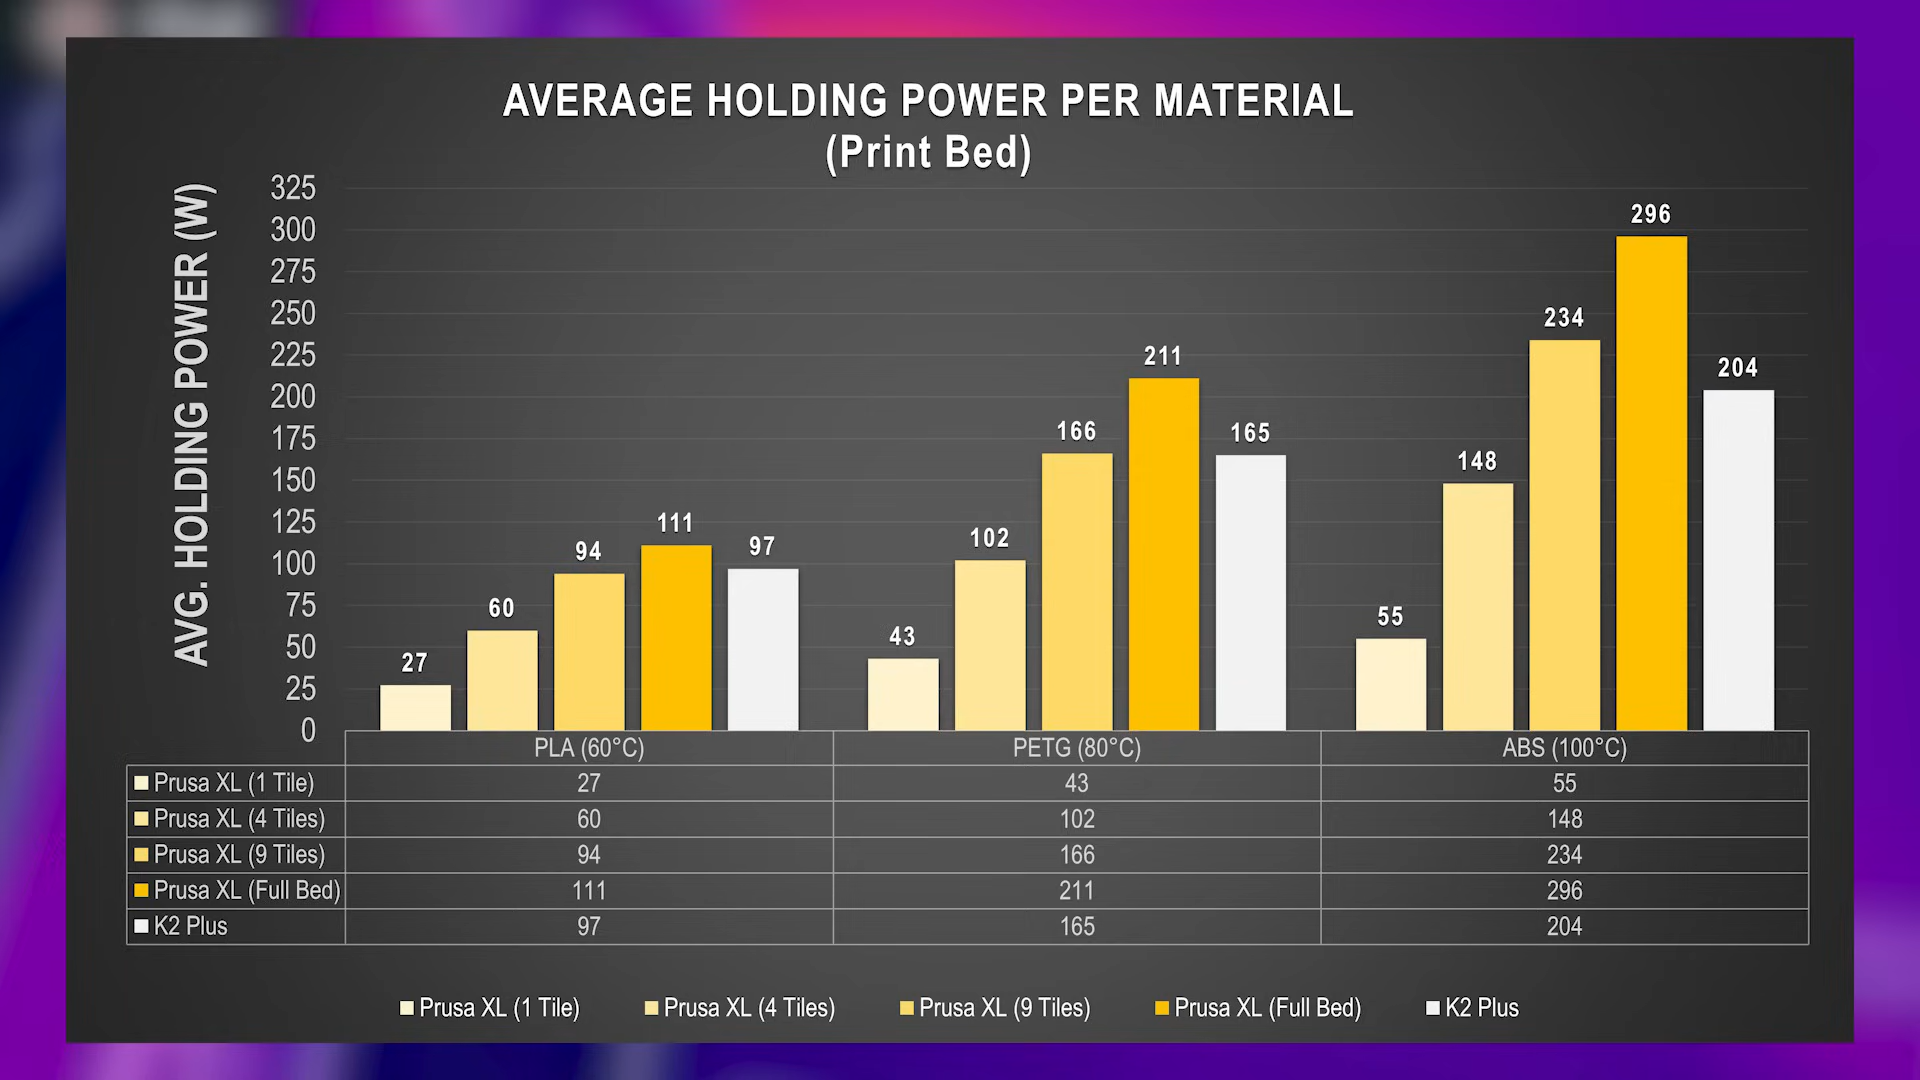 AVERAGE HOLDING POWER PER MATERIAL
(Print Bed)
AVG. HOLDING POWER (W)
325
300
275
250
225
200
175
150
125
100
75
50
25
0
27
60
94
111
97
43
102
166
211
165
55
148
234
296
204
PLA (60°C) PETG (80°C) ABS (100°C)
Prusa XL (1 Tile) 27 43 55
Prusa XL (4 Tiles) 60 102 148
Prusa XL (9 Tiles) 94 166 234
Prusa XL (Full Bed) 111 211 296
K2 Plus 97 165 204
Prusa XL (1 Tile) Prusa XL (4 Tiles) Prusa XL (9 Tiles) Prusa XL (Full Bed) K2 Plus